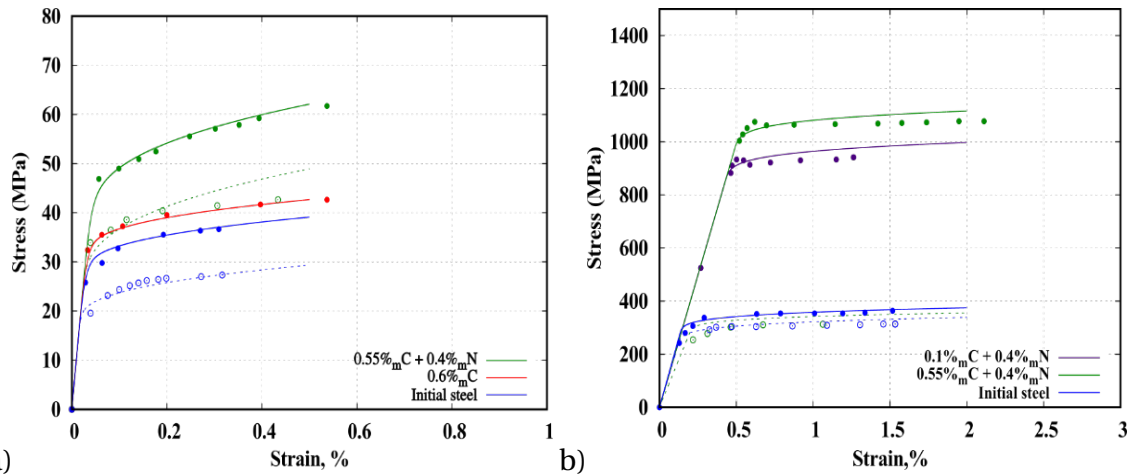 80
70
60
50
40
30
20
10
0
Stress (MPa)
0.55%mC + 0.4%mN
0.6%mC
Initial steel
0
0.2
0.4
0.6
0.8
1
Strain, %
)
1400
1200
1000
800
600
400
200
0
Stress (MPa)
0.1%mC + 0.4%mN
0.55%mC + 0.4%mN
Initial steel
0
0.5
1
1.5
2
2.5
3
Strain,%
b)